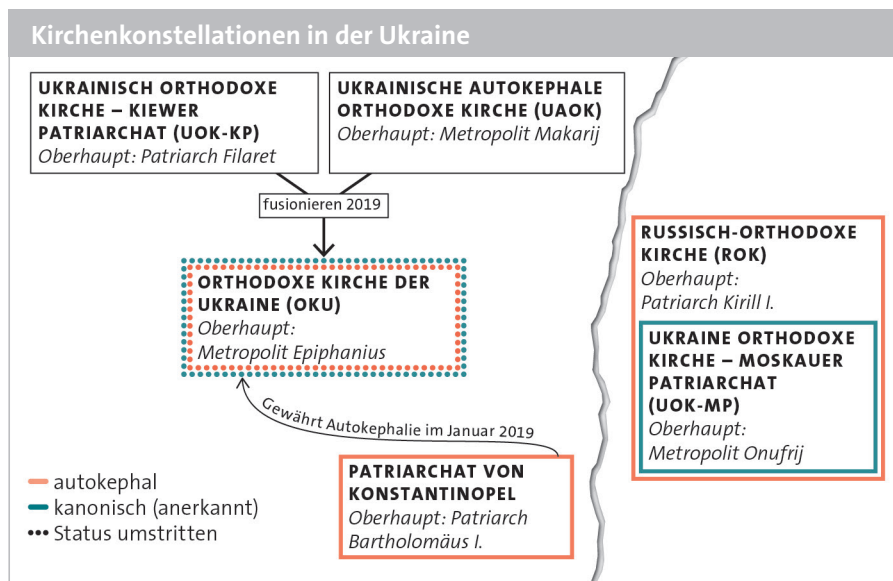 Kirchenkonstellationen in der Ukraine
UKRAINISCH ORTHODOXE
KIRCHE – KIEWER
PATRIARCHAT (UOK-KP)
Oberhaupt: Patriarch Filaret
UKRAINISCHE AUTOKEPHALE
ORTHODOXE KIRCHE (UAOK)
Oberhaupt: Metropolit Makarij
fusionieren 2019
ORTHODOXE KIRCHE DER
UKRAINE (OKU)
Oberhaupt:
Metropolit Epiphanius
RUSSISCH-ORTHODOXE
KIRCHE (ROK)
Oberhaupt:
Patriarch Kirill I.
UKRAINE ORTHODOXE
KIRCHE – MOSKAUER
PATRIARCHAT
(UOK-MP)
Oberhaupt:
Metropolit Onufrij
Gewährt Autokephalie im Januar 2019
PATRIARCHAT VON
KONSTANTINOPEL
Oberhaupt: Patriarch
Bartholomäus I.
autokephal
kanonisch (anerkannt)
Status umstritten